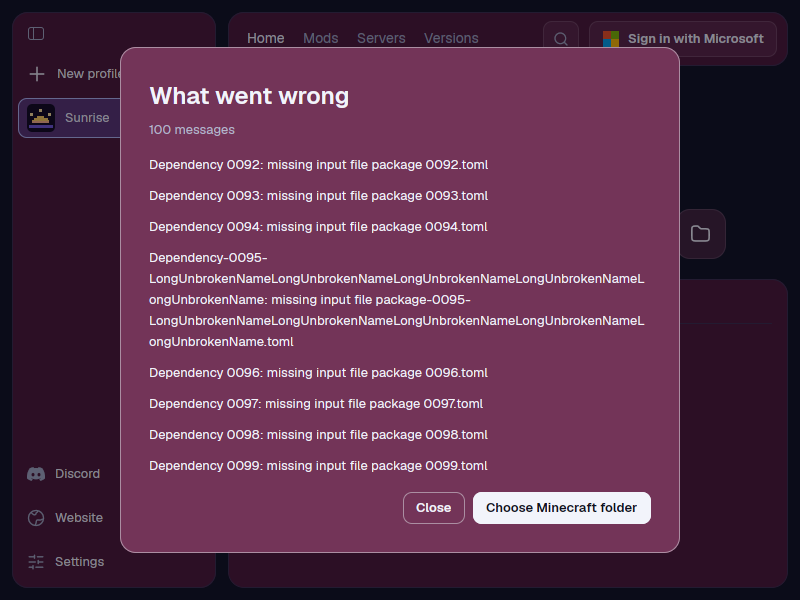 Home Mods Servers Versions
Sign in with Microsoft
New profile
Sunrise
What went wrong
100 messages
Dependency 0092: missing input file package 0092.toml
Dependency 0093: missing input file package 0093.toml
Dependency 0094: missing input file package 0094.toml
Dependency-0095-
LongUnbrokenNameLongUnbrokenNameLongUnbrokenNameLongUnbrokenNameL
ongUnbrokenName: missing input file package-0095-
LongUnbrokenNameLongUnbrokenNameLongUnbrokenNameLongUnbrokenNameL
ongUnbrokenName.toml
Dependency 0096: missing input file package 0096.toml
Dependency 0097: missing input file package 0097.toml
Dependency 0098: missing input file package 0098.toml
Dependency 0099: missing input file package 0099.toml
Close
Choose Minecraft folder
Discord
Website
Settings